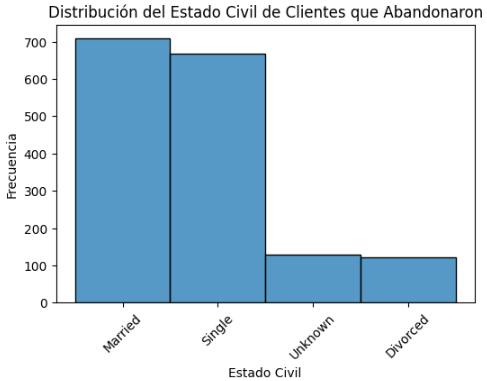 Distribución del Estado Civil de Clientes que Abandonaron
700
600
500
400
300
200
100
0
Frecuencia
Married
Single
Unknown
Divorced
Estado Civil